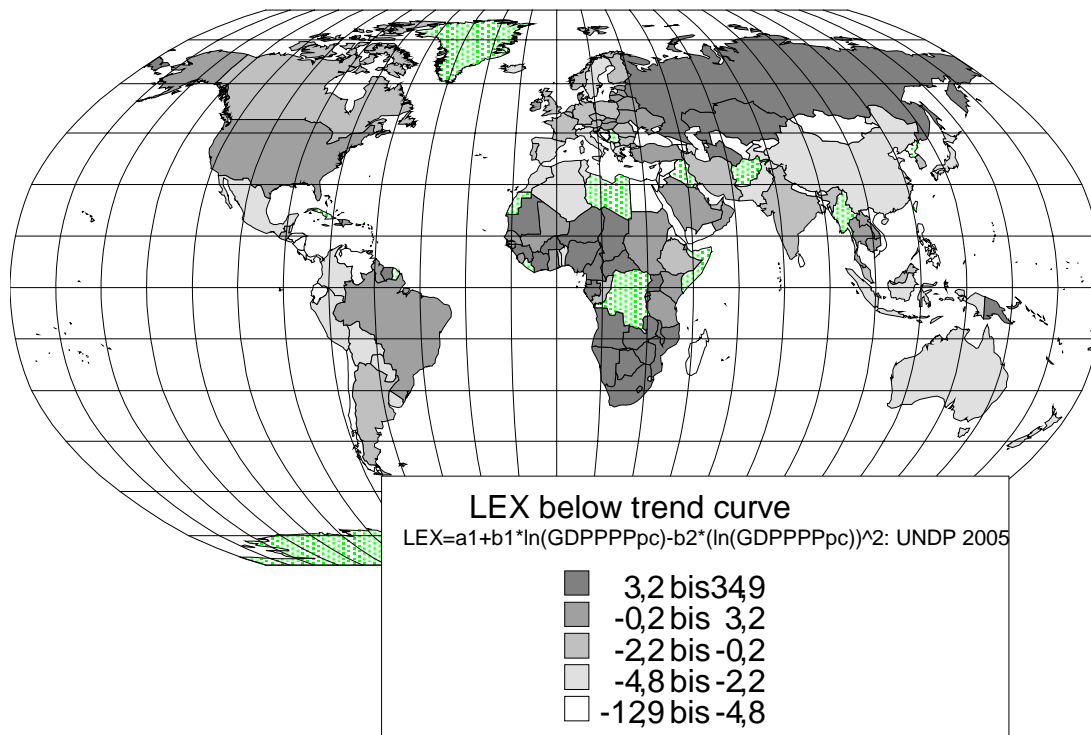 LEX below trend curve
LEX=a1+b1*ln(GDPPPPpc)-b2*(ln(GDPPPPpc))^2: UNDP 2005
3,2 bis 34,9
-0,2 bis 3,2
-2,2 bis -0,2
-4,8 bis -2,2
-129 bis -4,8